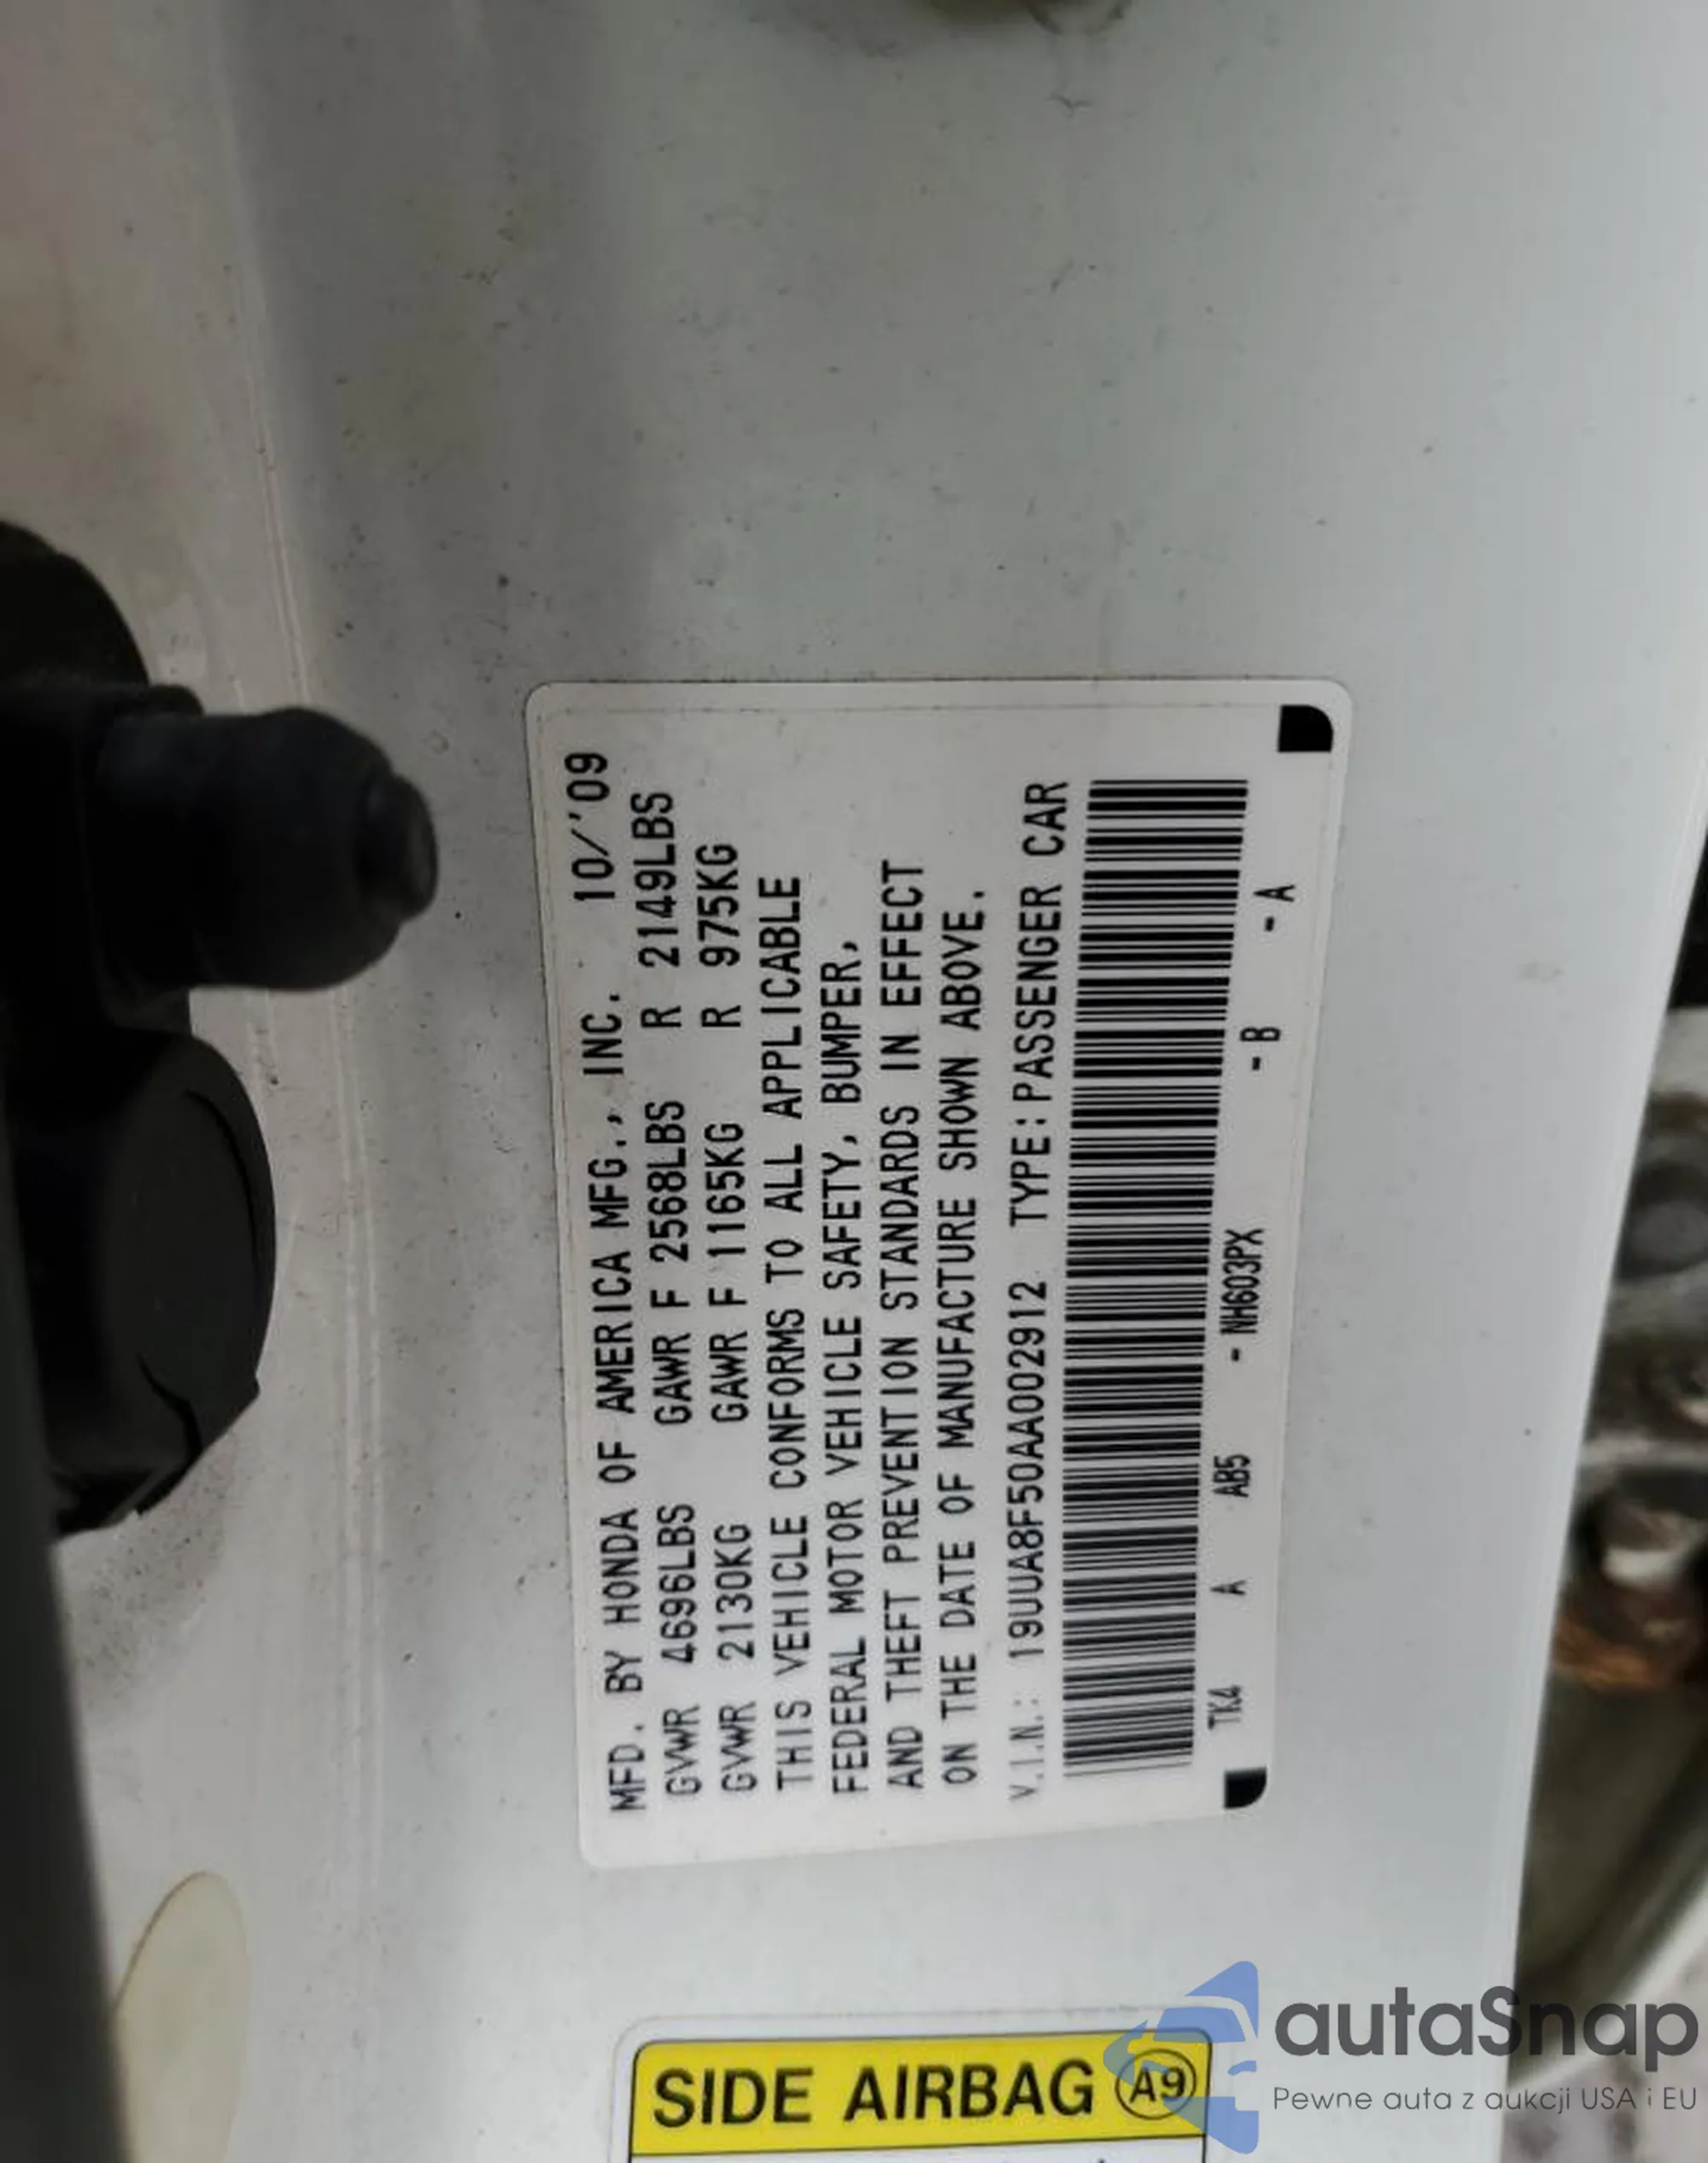 MFD. BY HONDA OF AMERICA MFG., INC. 10/'09
GVWR 4696LBS GAWR F 2568LBS R 2149LBS
GVWR 2130KG GAWR F 1165KG R 975KG
THIS VEHICLE CONFORMS TO ALL APPLICABLE
FEDERAL MOTOR VEHICLE SAFETY, BUMPER,
AND THEFT PREVENTION STANDARDS IN EFFECT
ON THE DATE OF MANUFACTURE SHOWN ABOVE.
V.I.N.: 19UUA8F50AA002912 TYPE:PASSENGER CAR
TK4 A AB5 - NH603PX - B - A
SIDE AIRBAG A9
autaSnap
Pewne auta z aukcji USA i EU